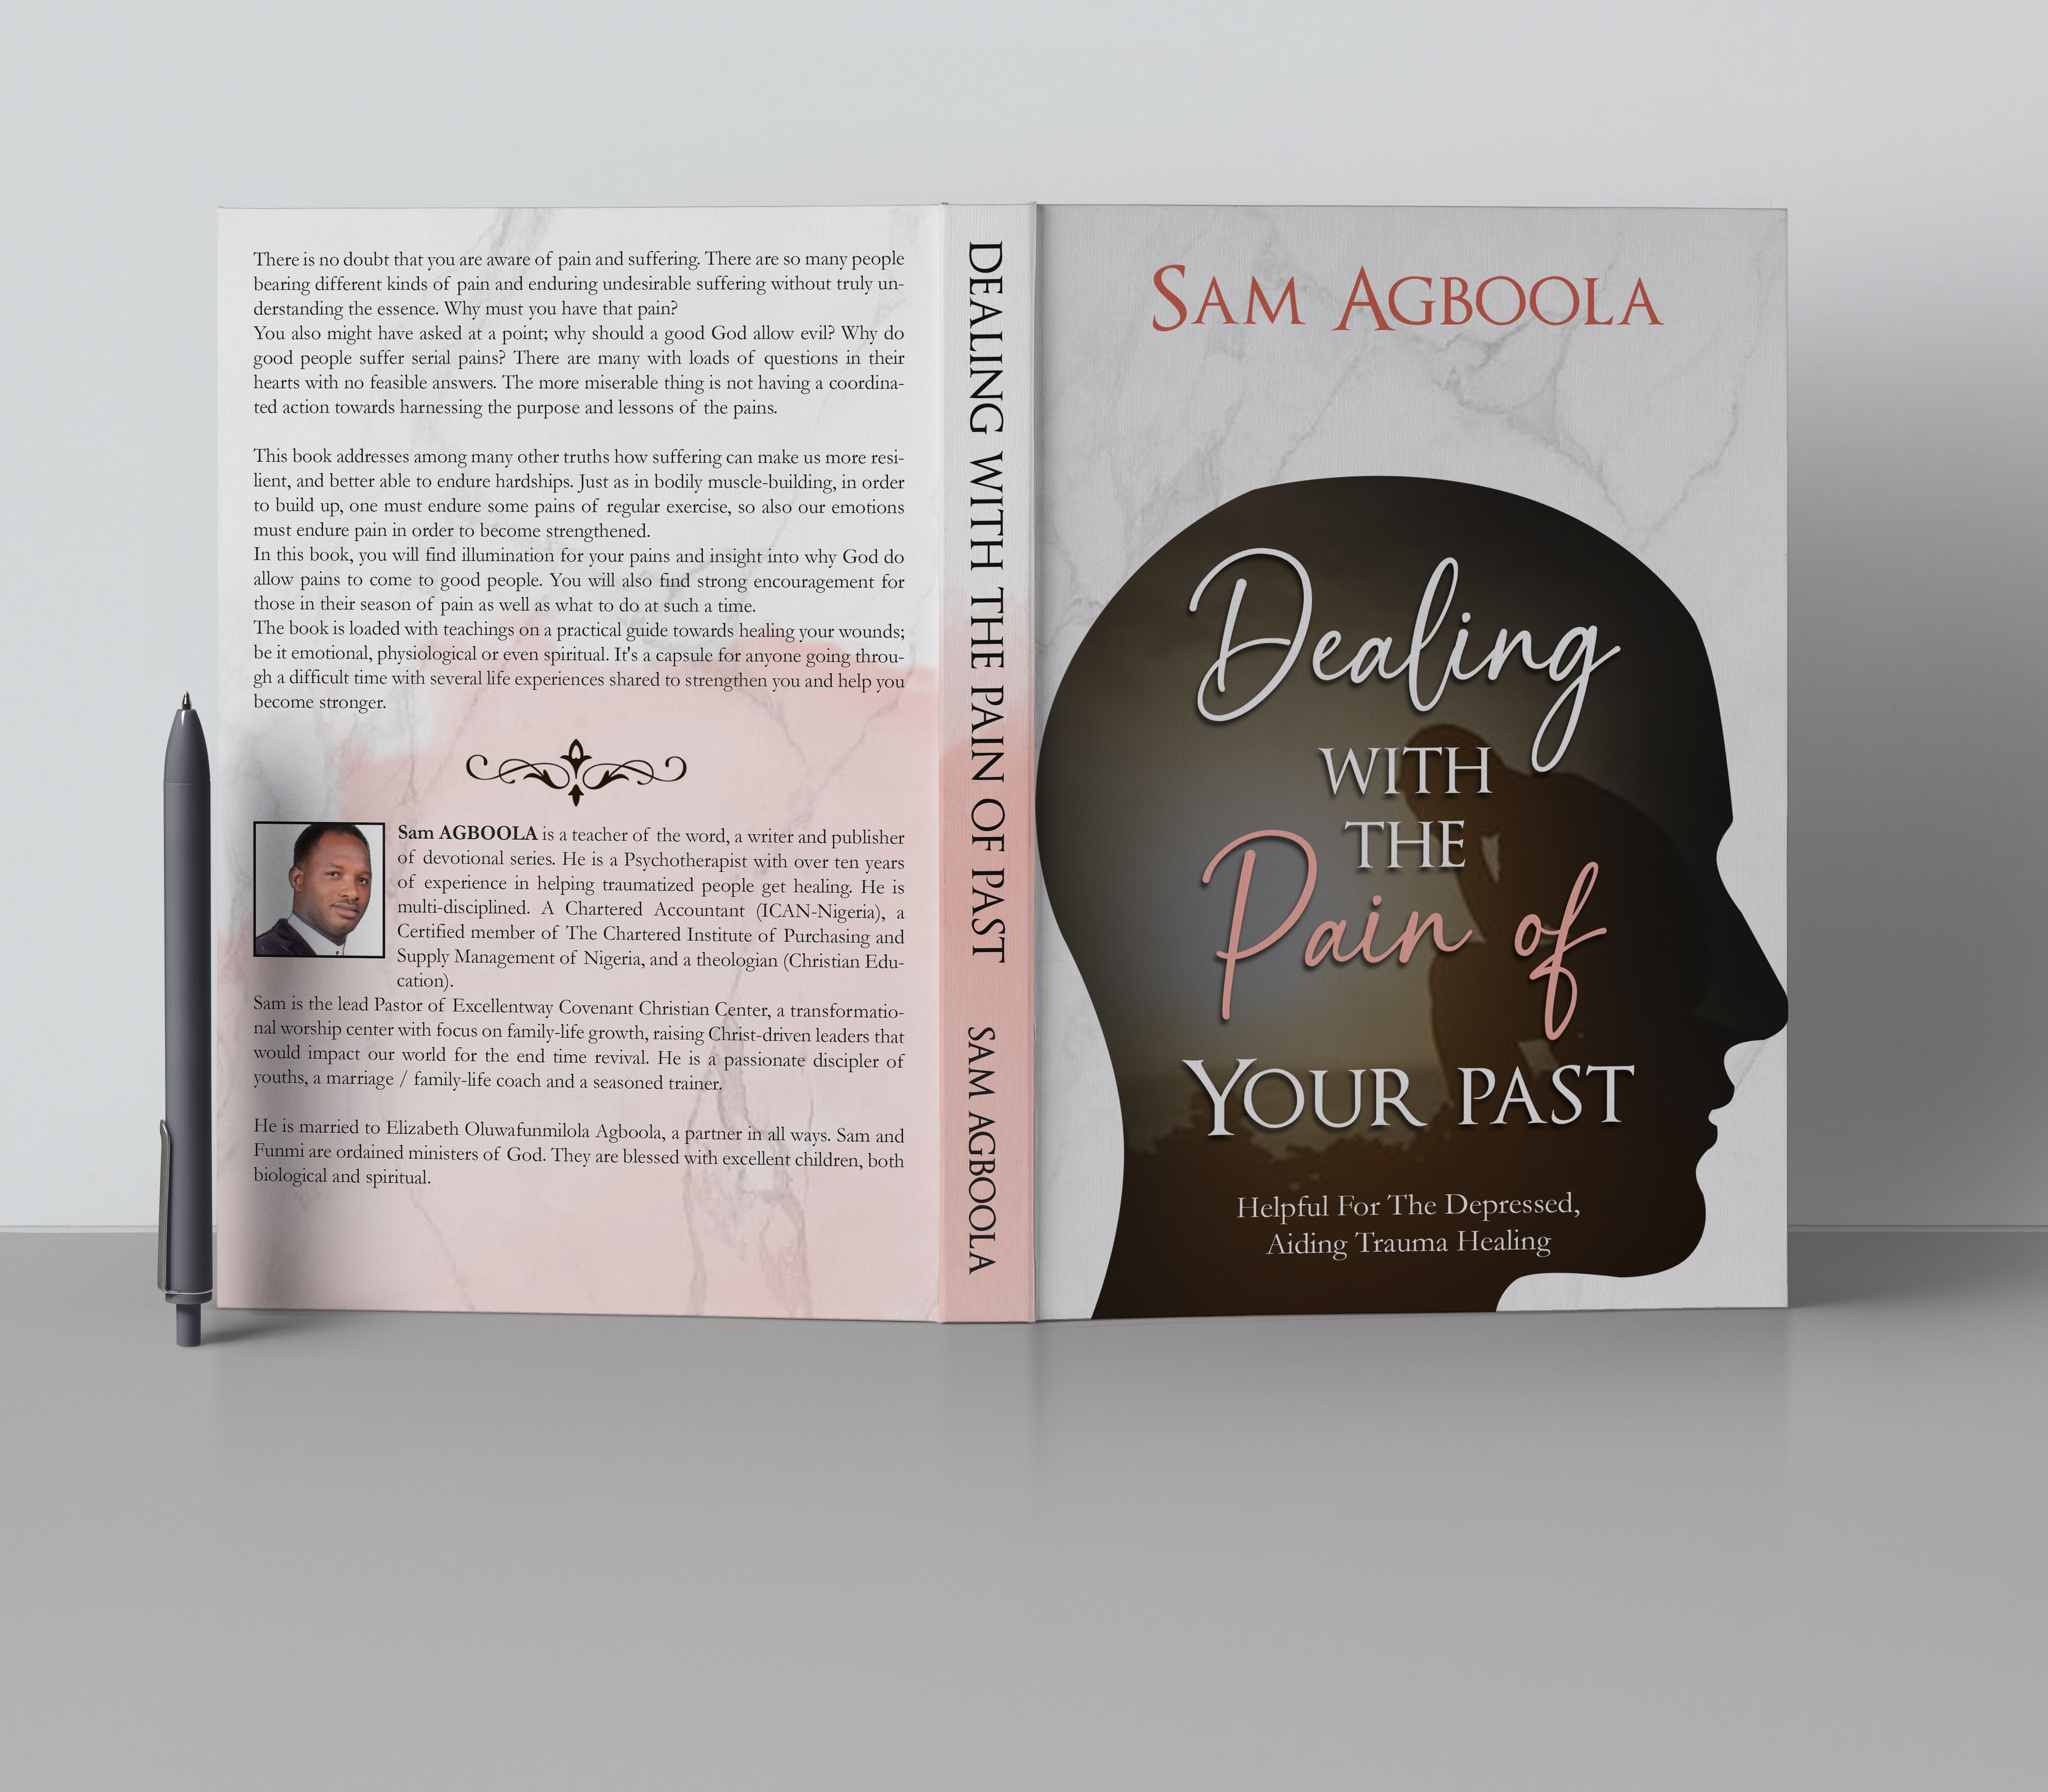 There is no doubt that you are aware of pain and suffering. There are so many people
bearing different kinds of pain and enduring undesirable suffering without truly un-
derstanding the essence. Why must you have that pain?
You also might have asked at a point; why should a good God allow evil? Why do
good people suffer serial pains? There are many with loads of questions in their
hearts with no feasible answers. The more miserable thing is not having a coordina-
ted action towards harnessing the purpose and lessons of the pains.
This book addresses among many other truths how suffering can make us more resi-
lient, and better able to endure hardships. Just as in bodily muscle-building, in order
to build up, one must endure some pains of regular exercise, so also our emotions
must endure pain in order to become strengthened.
In this book, you will find illumination for your pains and insight into why God do
allow pains to come to good people. You will also find strong encouragement for
those in their season of pain as well as what to do at such a time.
The book is loaded with teachings on a practical guide towards healing your wounds;
be it emotional, physiological or even spiritual. It's a capsule for anyone going throu-
gh a difficult time with several life experiences shared to strengthen you and help you
become stronger.
Sam AGBOOLA is a teacher of the word, a writer and publisher
of devotional series. He is a Psychotherapist with over ten years
of experience in helping traumatized people get healing. He is
multi-disciplined. A Chartered Accountant (ICAN-Nigeria), a
Certified member of The Chartered Institute of Purchasing and
Supply Management of Nigeria, and a theologian (Christian Edu-
cation).
Sam is the lead Pastor of Excellentway Covenant Christian Center, a transformatio-
nal worship center with focus on family-life growth, raising Christ-driven leaders that
would impact our world for the end time revival. He is a passionate discipler of
youths, a marriage / family-life coach and a seasoned trainer.
He is married to Elizabeth Oluwafunmilola Agboola, a partner in all ways. Sam and
Funmi are ordained ministers of God. They are blessed with excellent children, both
biological and spiritual.
DEALING WITH THE PAIN OF PAST SAM AGBOOLA
SAM AGBOOLA
Dealing
WITH
THE
Pain of
YOUR PAST
Helpful For The Depressed,
Aiding Trauma Healing